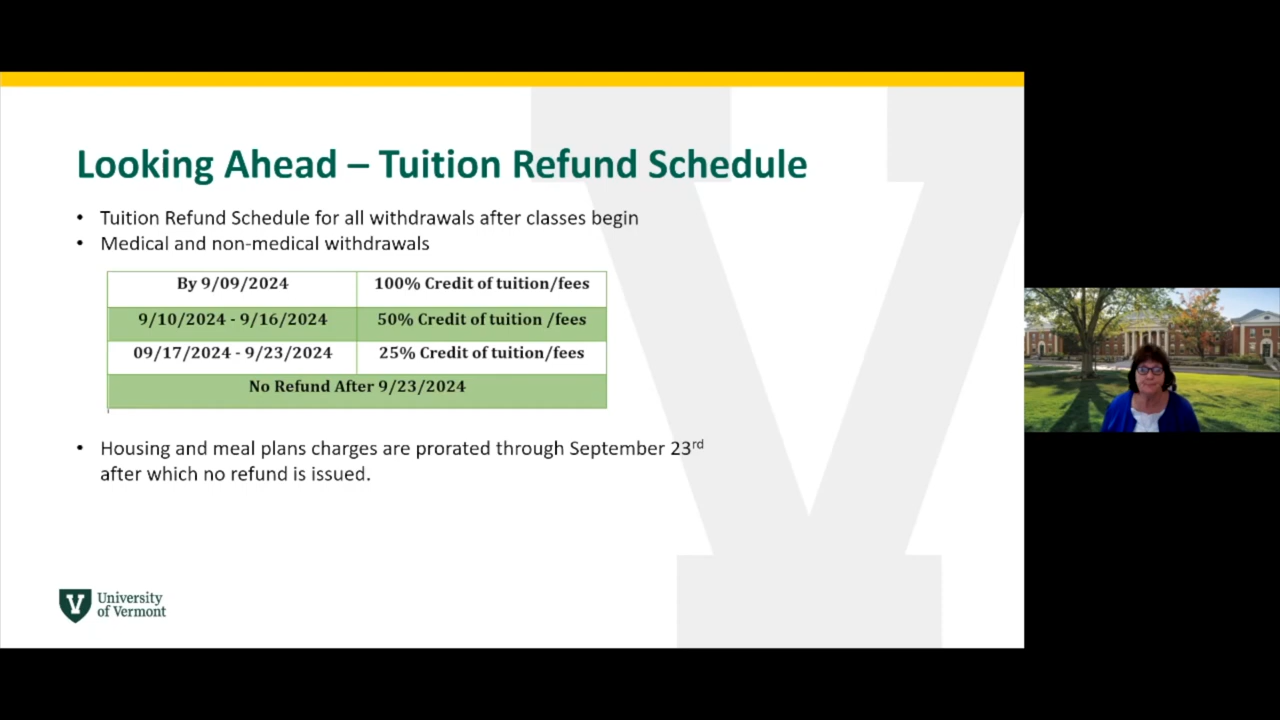 Looking Ahead – Tuition Refund Schedule
• Tuition Refund Schedule for all withdrawals after classes begin
• Medical and non-medical withdrawals
By 9/09/2024 100% Credit of tuition/fees
9/10/2024 - 9/16/2024 50% Credit of tuition /fees
09/17/2024 - 9/23/2024 25% Credit of tuition/fees
No Refund After 9/23/2024
• Housing and meal plans charges are prorated through September 23rd
after which no refund is issued.
University
of Vermont